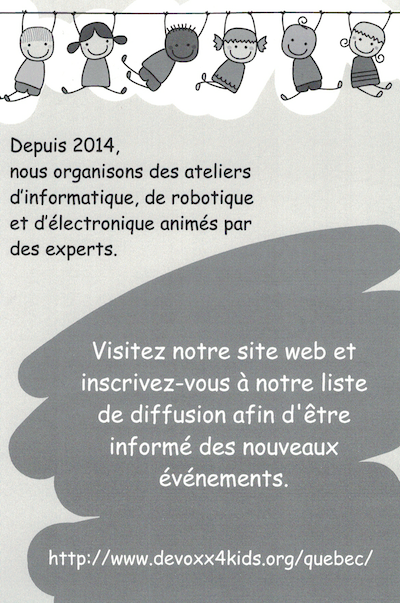 Depuis 2014,
nous organisons des ateliers
d'informatique, de robotique
et d'électronique animés par
des experts.
Visitez notre site web et
inscrivez-vous à notre liste
de diffusion afin d'être
informé des nouveaux
événements.
http://www.devoxx4kids.org/quebec/